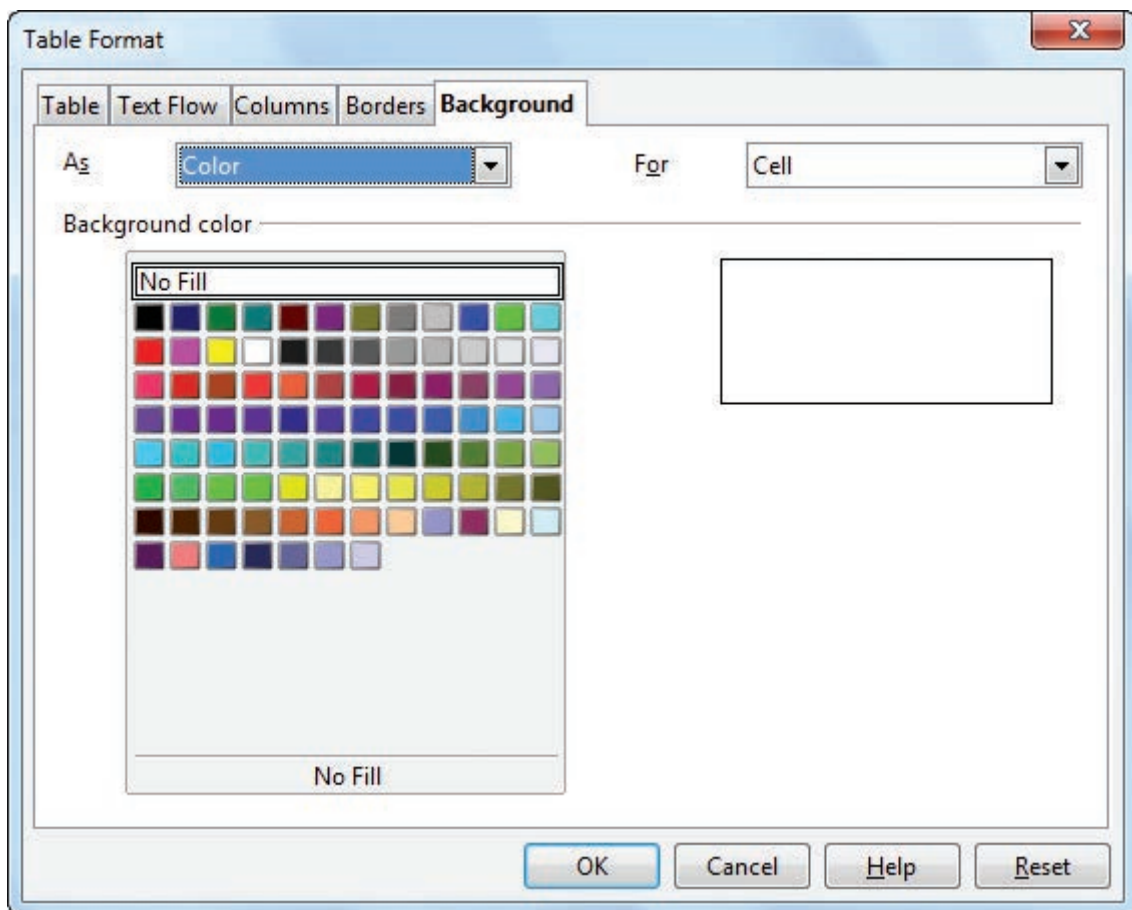 Table Format
Table Text Flow Columns Borders Background
As Color For Cell
Background color
No Fill
No Fill
OK Cancel Help Reset